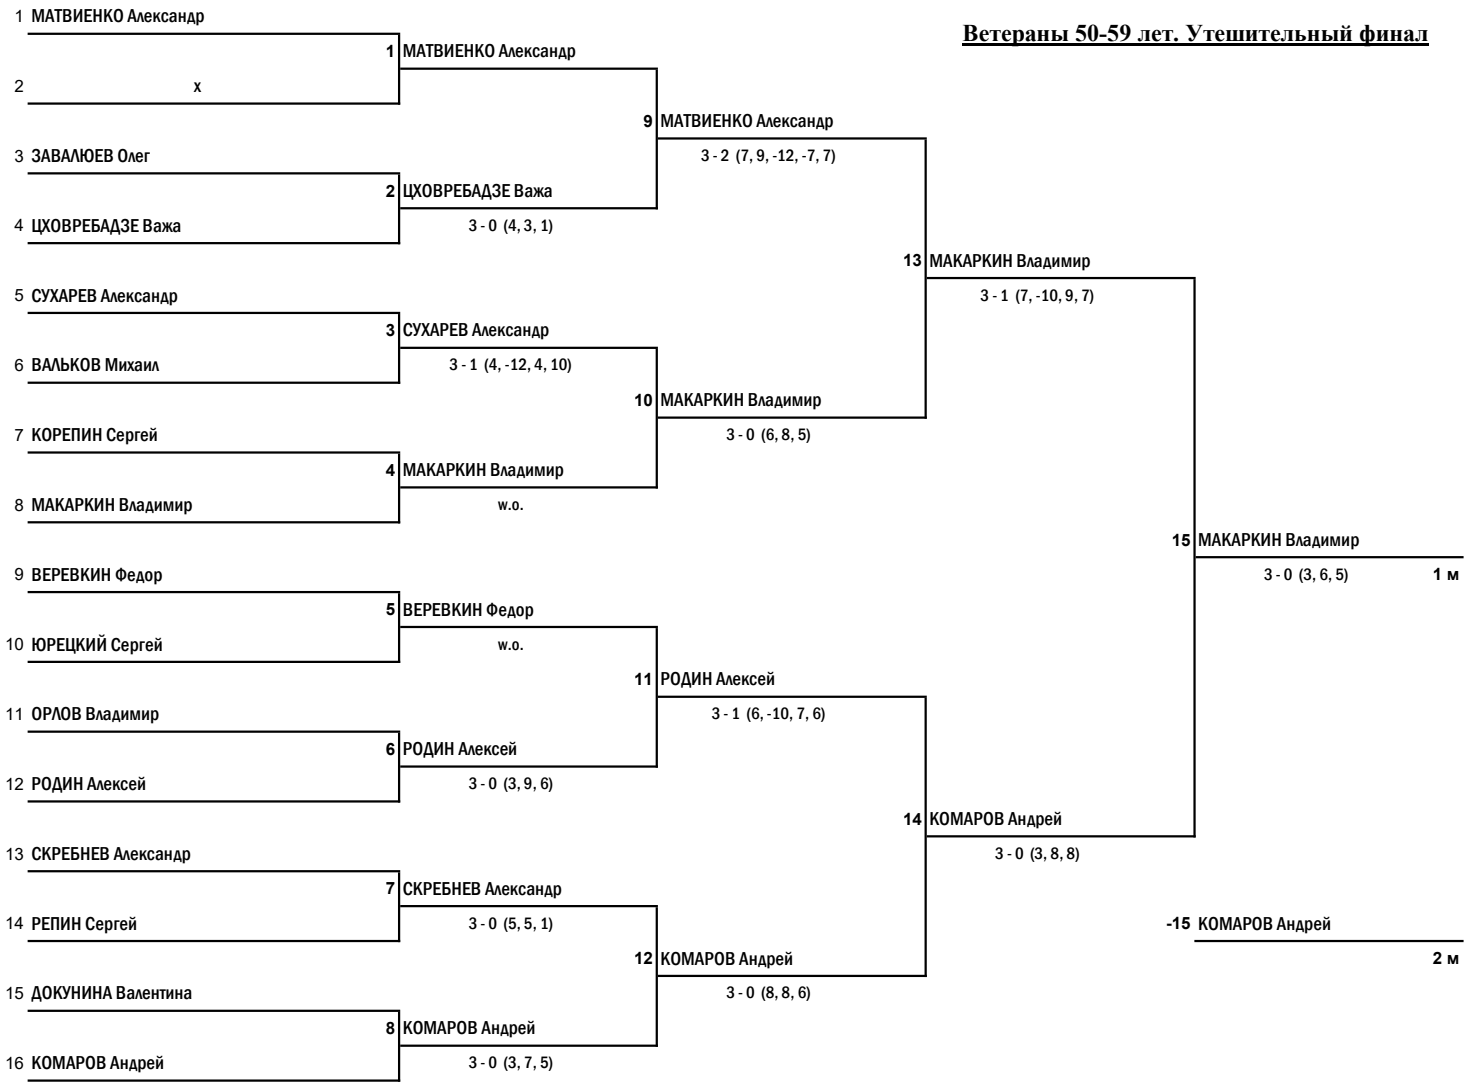 1 МАТВИЕНКО Александр
Ветераны 50-59 лет. Утешительный финал
1 МАТВИЕНКО Александр
2 х
9 МАТВИЕНКО Александр
3 ЗАВАЛЮЕВ Олег
3 - 2 (7, 9, -12, -7, 7)
2 ЦХОВРЕБАДЗЕ Важа
4 ЦХОВРЕБАДЗЕ Важа
3 - 0 (4, 3, 1)
13 МАКАРКИН Владимир
5 СУХАРЕВ Александр
3 - 1 (7, -10, 9, 7)
3 СУХАРЕВ Александр
6 ВАЛЬКОВ Михаил
3 - 1 (4, -12, 4, 10)
10 МАКАРКИН Владимир
7 КОРЕПИН Сергей
3 - 0 (6, 8, 5)
4 МАКАРКИН Владимир
8 МАКАРКИН Владимир
w.o.
15 МАКАРКИН Владимир
9 ВЕРЕВКИН Федор
3 - 0 (3, 6, 5)
1 м
5 ВЕРЕВКИН Федор
10 ЮРЕЦКИЙ Сергей
w.o.
11 РОДИН Алексей
11 ОРЛОВ Владимир
3 - 1 (6, -10, 7, 6)
6 РОДИН Алексей
12 РОДИН Алексей
3 - 0 (3, 9, 6)
14 КОМАРОВ Андрей
13 СКРЕБНЕВ Александр
3 - 0 (3, 8, 8)
7 СКРЕБНЕВ Александр
14 РЕПИН Сергей
3 - 0 (5, 5, 1)
-15 КОМАРОВ Андрей
12 КОМАРОВ Андрей
2 м
15 ДОКУНИНА Валентина
3 - 0 (8, 8, 6)
8 КОМАРОВ Андрей
16 КОМАРОВ Андрей
3 - 0 (3, 7, 5)